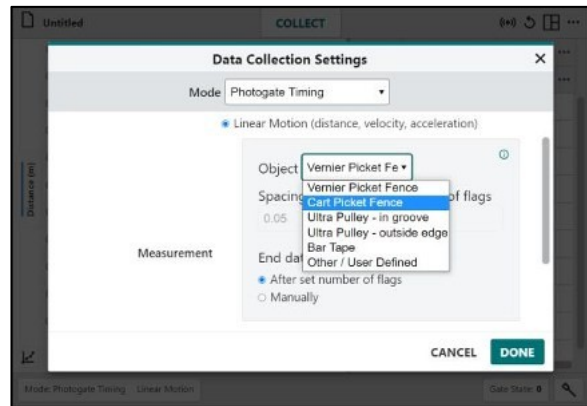 Untitled
COLLECT
Data Collection Settings
Mode Photogate Timing
Linear Motion (distance, velocity, acceleration)
Object Vernier Picket Fe
Vernier Picket Fence
Spacing of flags
Cart Picket Fence
0.05
Ultra Pulley - in groove
Ultra Pulley - outside edge
Bar Tape
Measurement
End dat
Other / User Defined
After set number of flags
Manually
Distance (m)
CANCEL DONE
Mode: Photogate Timing Linear Motion Gate State: 0